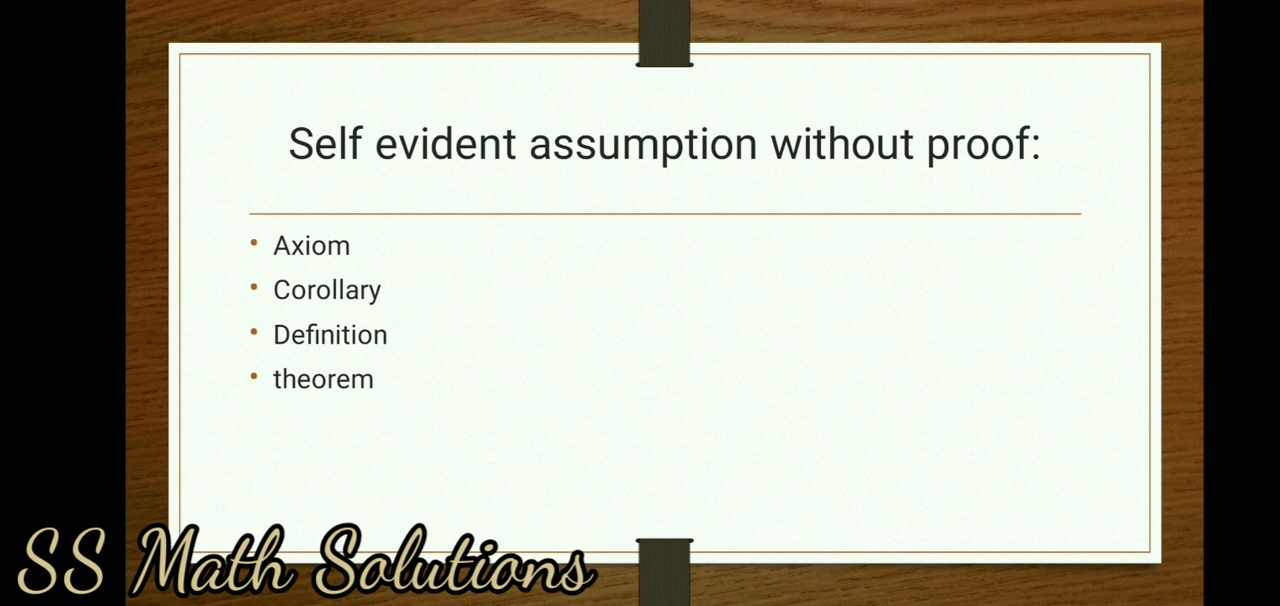 Self evident assumption without proof:
• Axiom
• Corollary
• Definition
• theorem
SS Math Solutions